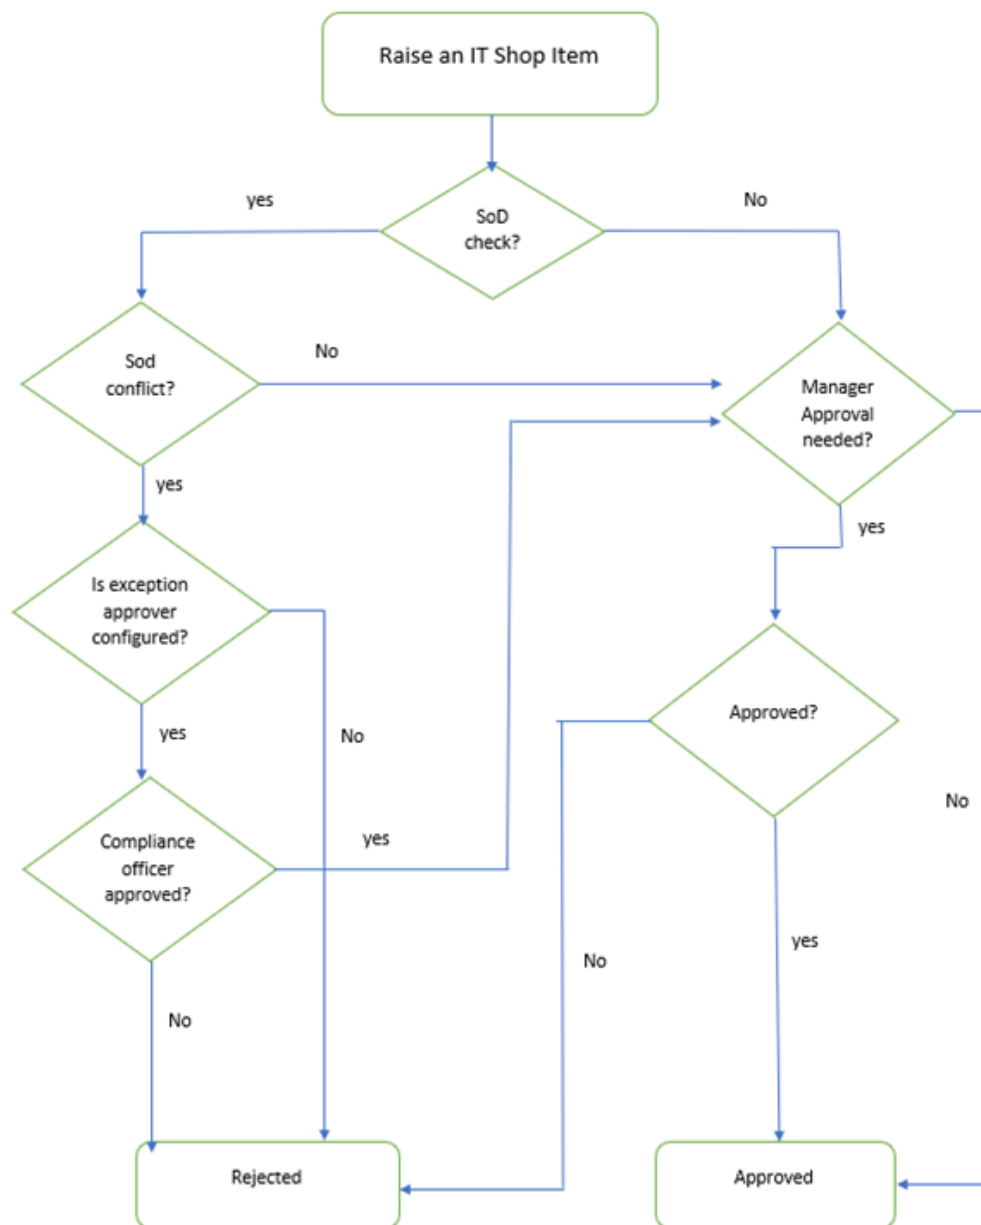 Raise an IT Shop Item
yes
No
SoD
check?
Sod
conflict?
No
Manager
Approval
needed?
yes
yes
Is exception
approver
configured?
Approved?
yes
No
No
yes
Compliance
officer
approved?
yes
No
No
Rejected
Approved